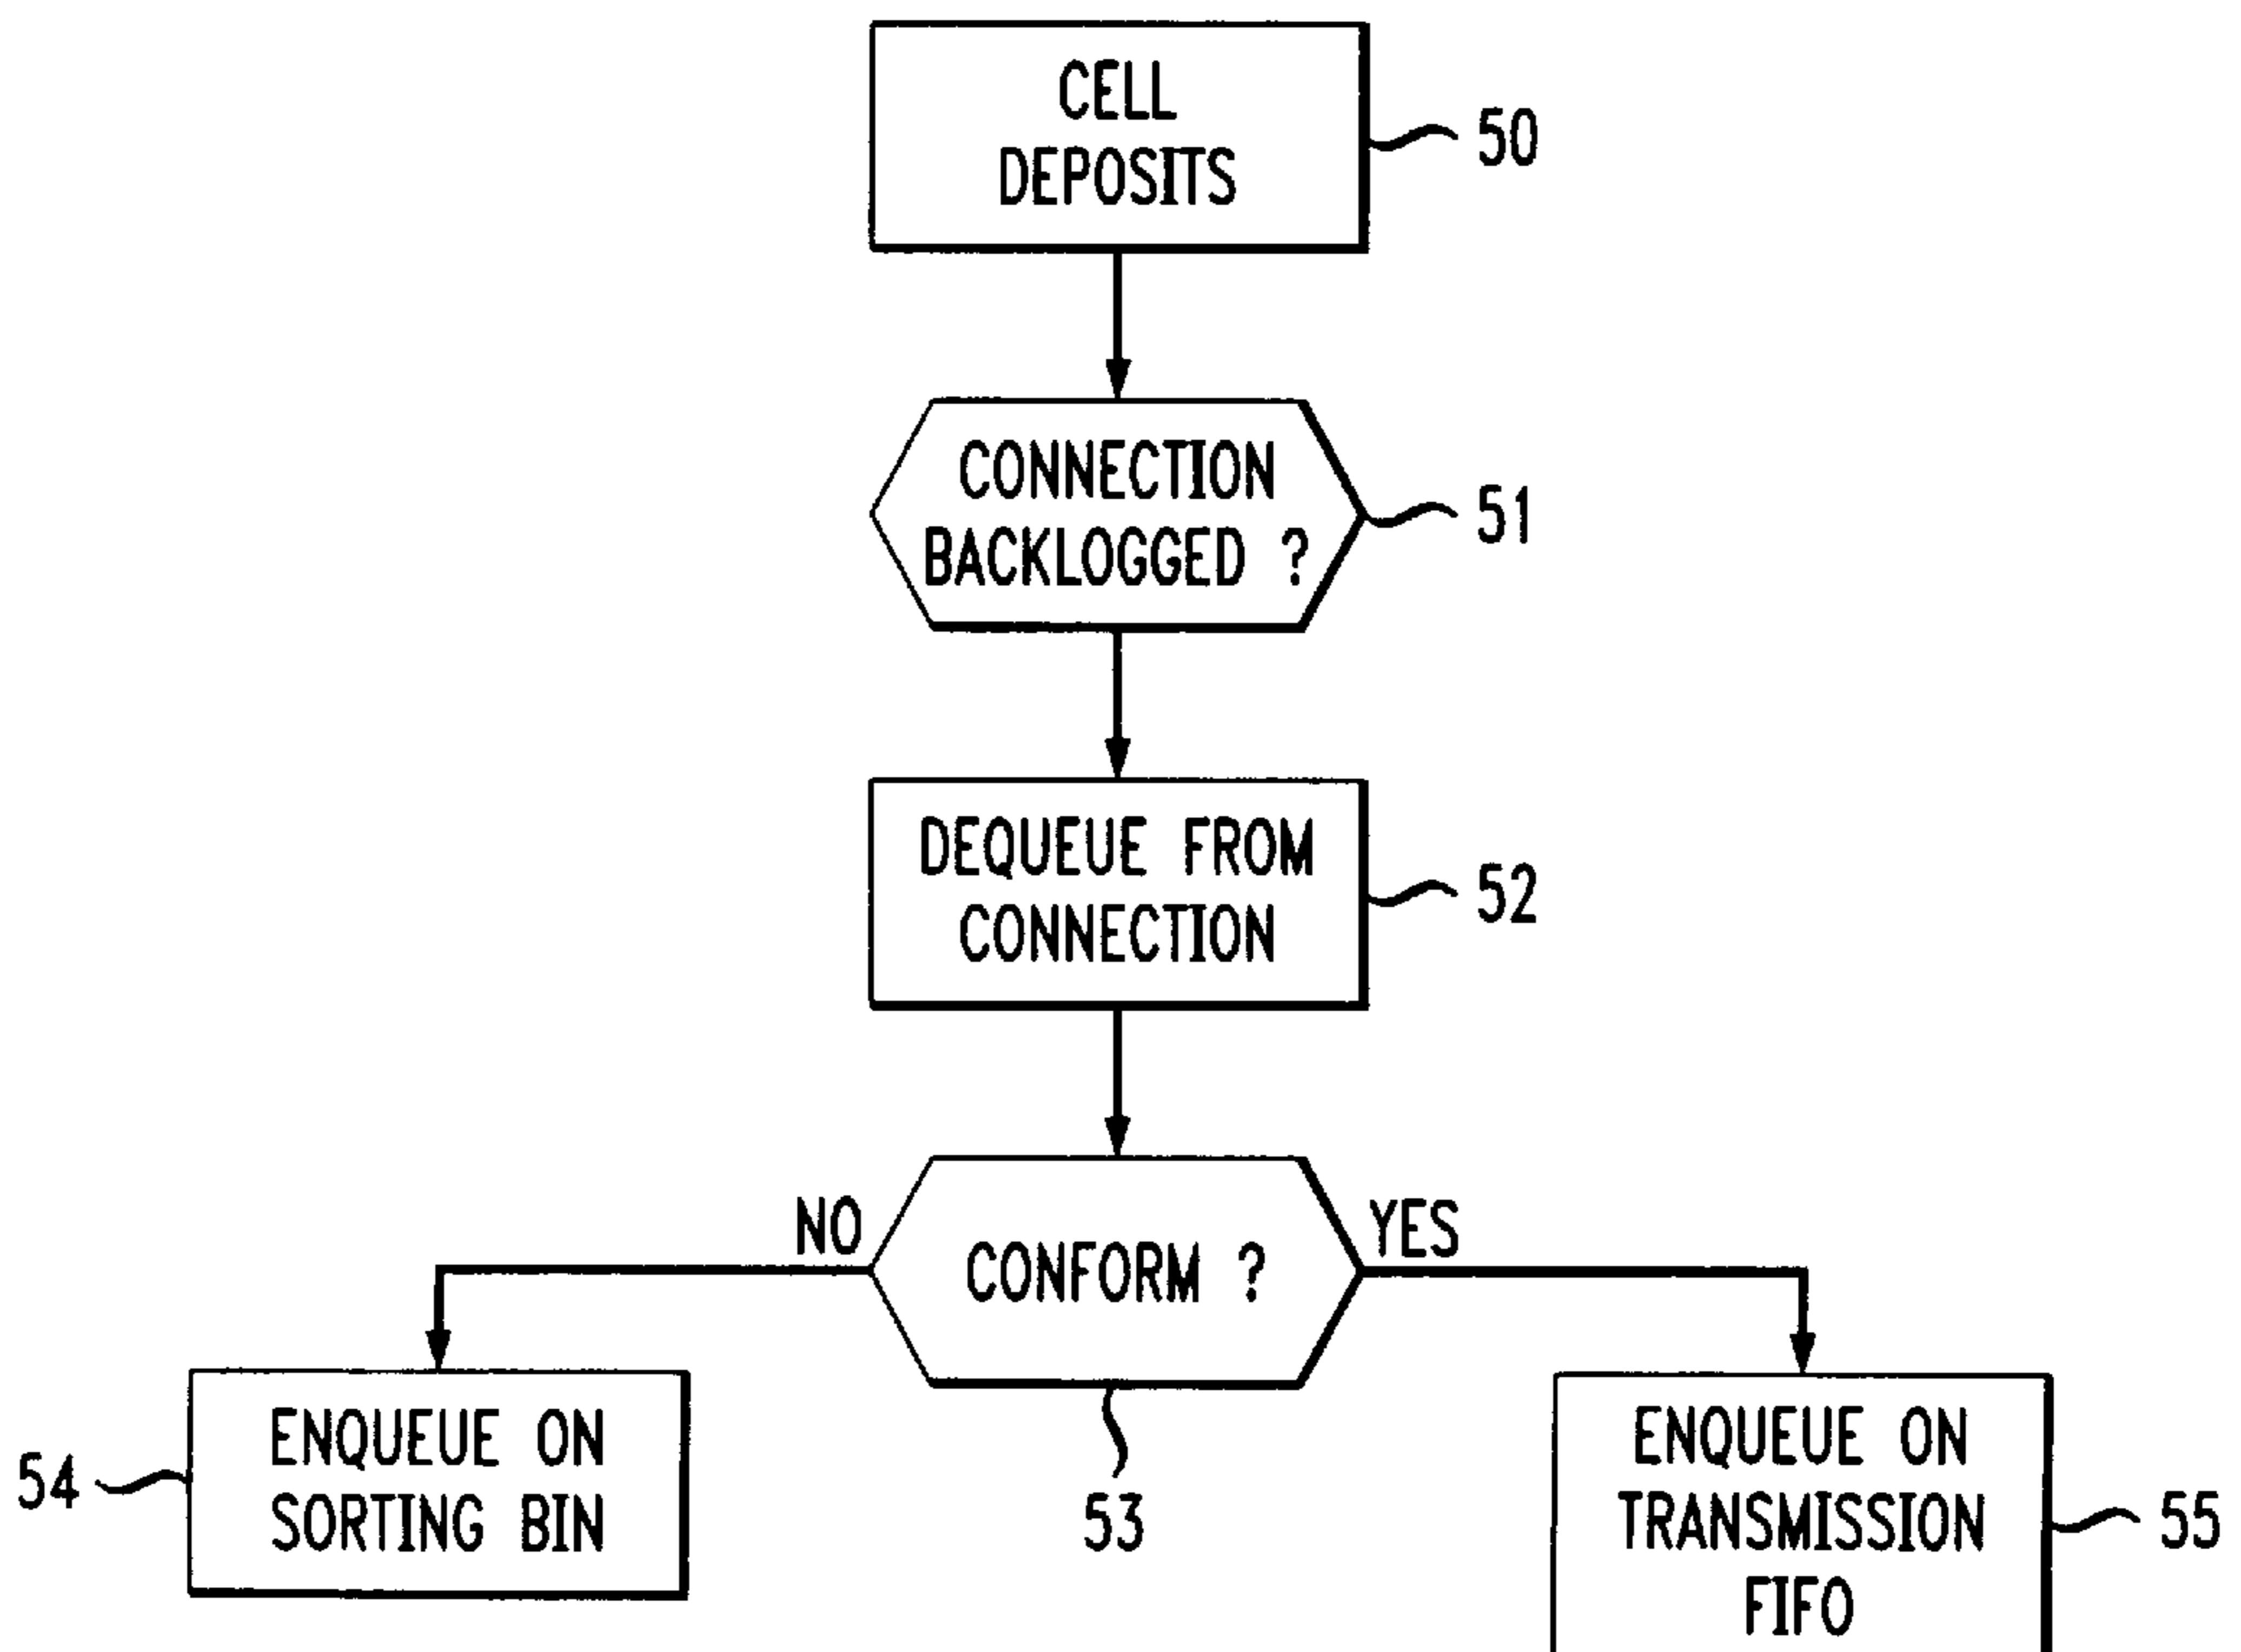 CELL
DEPOSITS
50
CONNECTION
BACKLOGGED ?
51
DEQUEUE FROM
CONNECTION
52
NO
YES
CONFORM ?
53
54
ENQUEUE ON
SORTING BIN
ENQUEUE ON
TRANSMISSION
FIFO
55